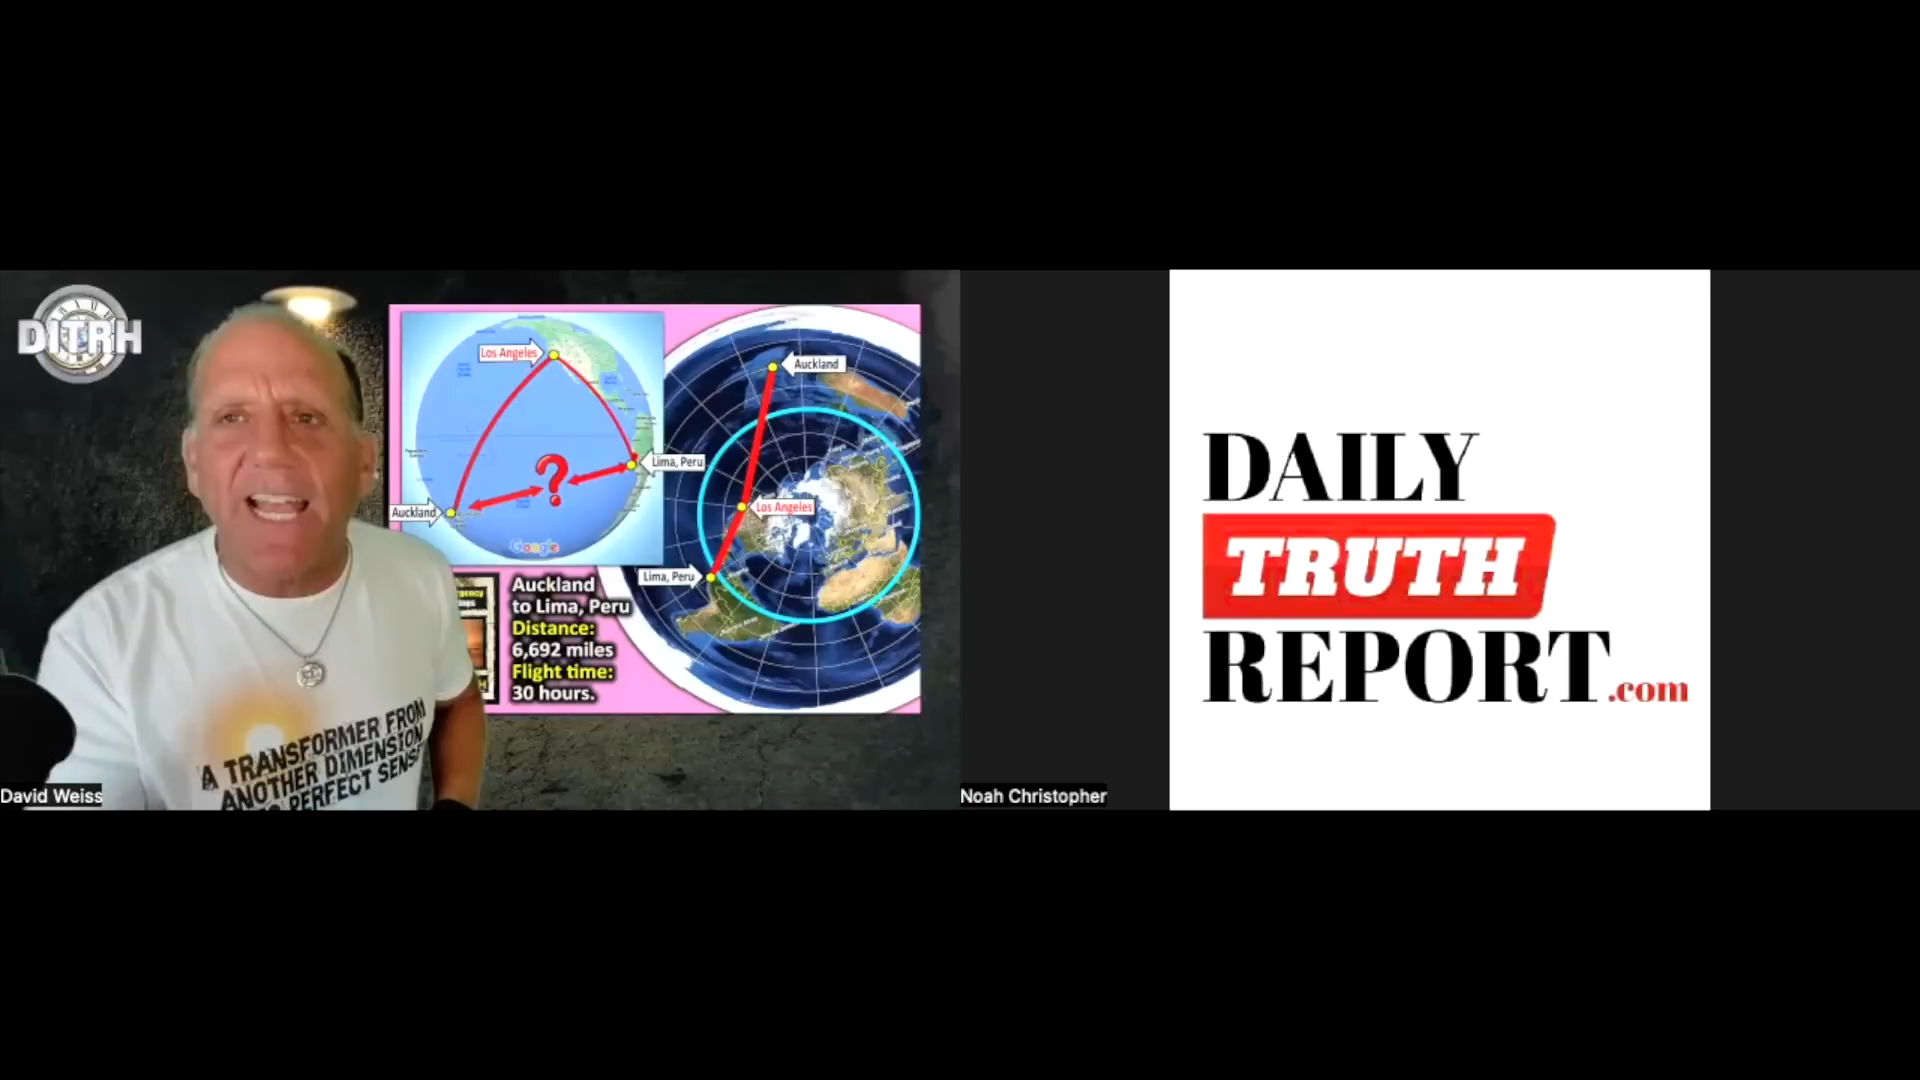 DITRH
Los Angeles
Lima, Peru
Auckland
Google
Auckland
Los Angeles
Lima, Peru
Auckland
to Lima, Peru
Distance:
6,692 miles
Flight time:
30 hours.
A TRANSFORMER FROM
ANOTHER DIMENSION
PERFECT SENSE
David Weiss
DAILY
TRUTH
REPORT.com
Noah Christopher